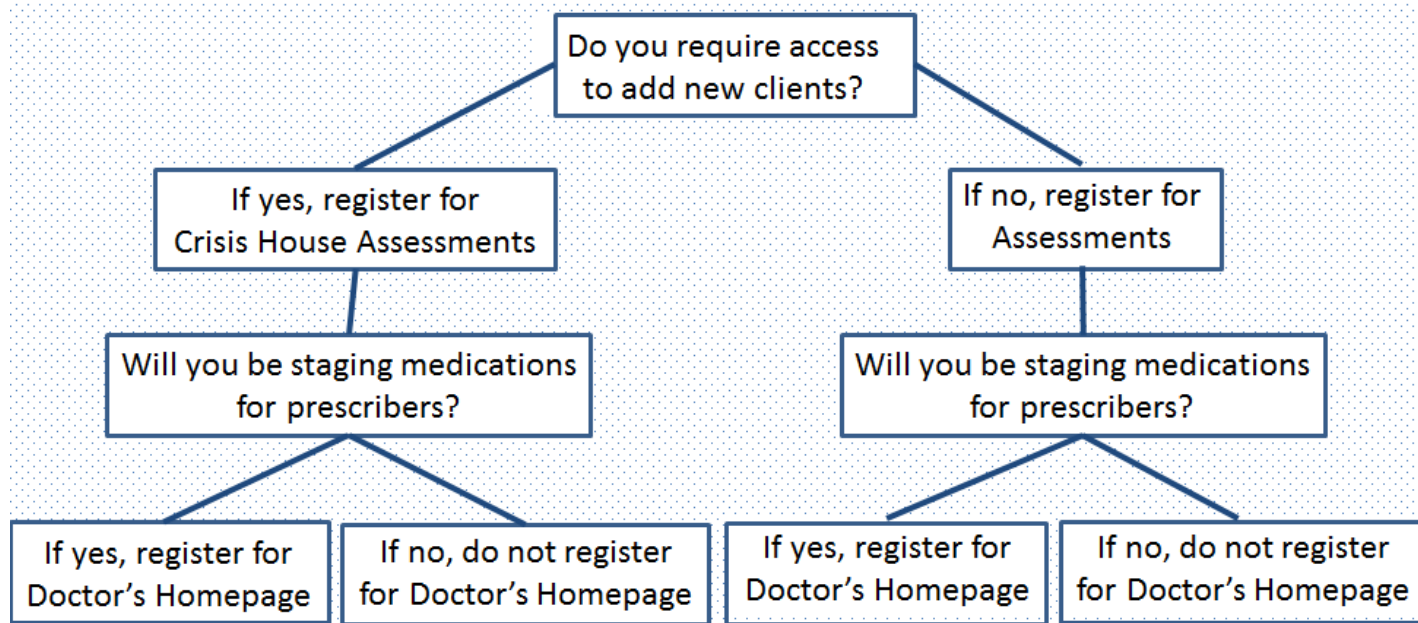 Do you require access
to add new clients?
If yes, register for
Crisis House Assessments
If no, register for
Assessments
Will you be staging medications
for prescribers?
Will you be staging medications
for prescribers?
If yes, register for
Doctor’s Homepage
If no, do not register
for Doctor’s Homepage
If yes, register for
Doctor’s Homepage
If no, do not register
for Doctor’s Homepage